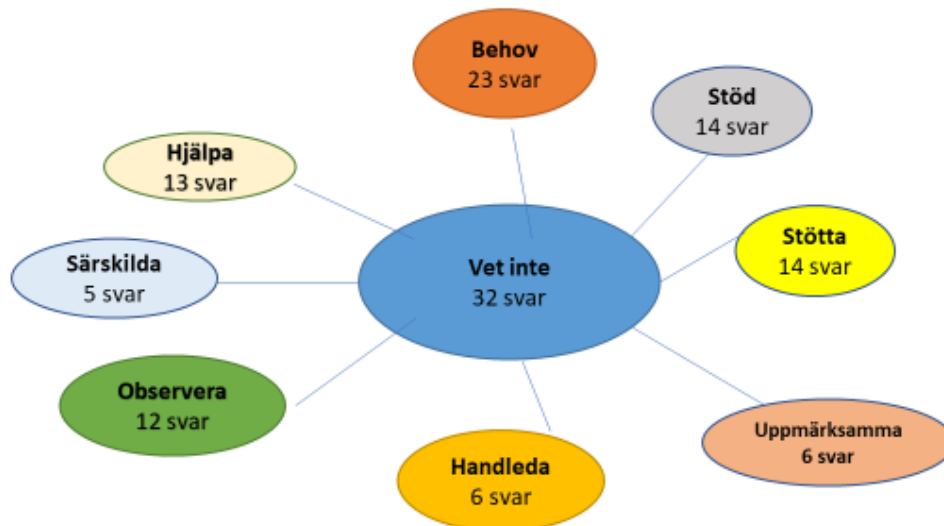 Behov
23 svar
Stöd
14 svar
Hjälpa
13 svar
Stötta
14 svar
Särskilda
5 svar
Vet inte
32 svar
Observera
12 svar
Uppmärksamma
6 svar
Handleda
6 svar